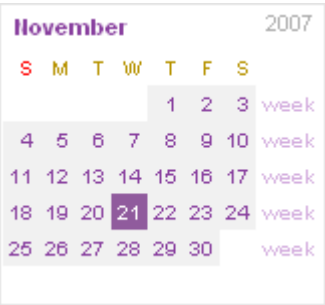 November 2007
S M T W T F S
1 2 3 week
4 5 6 7 8 9 10 week
11 12 13 14 15 16 17 week
18 19 20 21 22 23 24 week
25 26 27 28 29 30 week